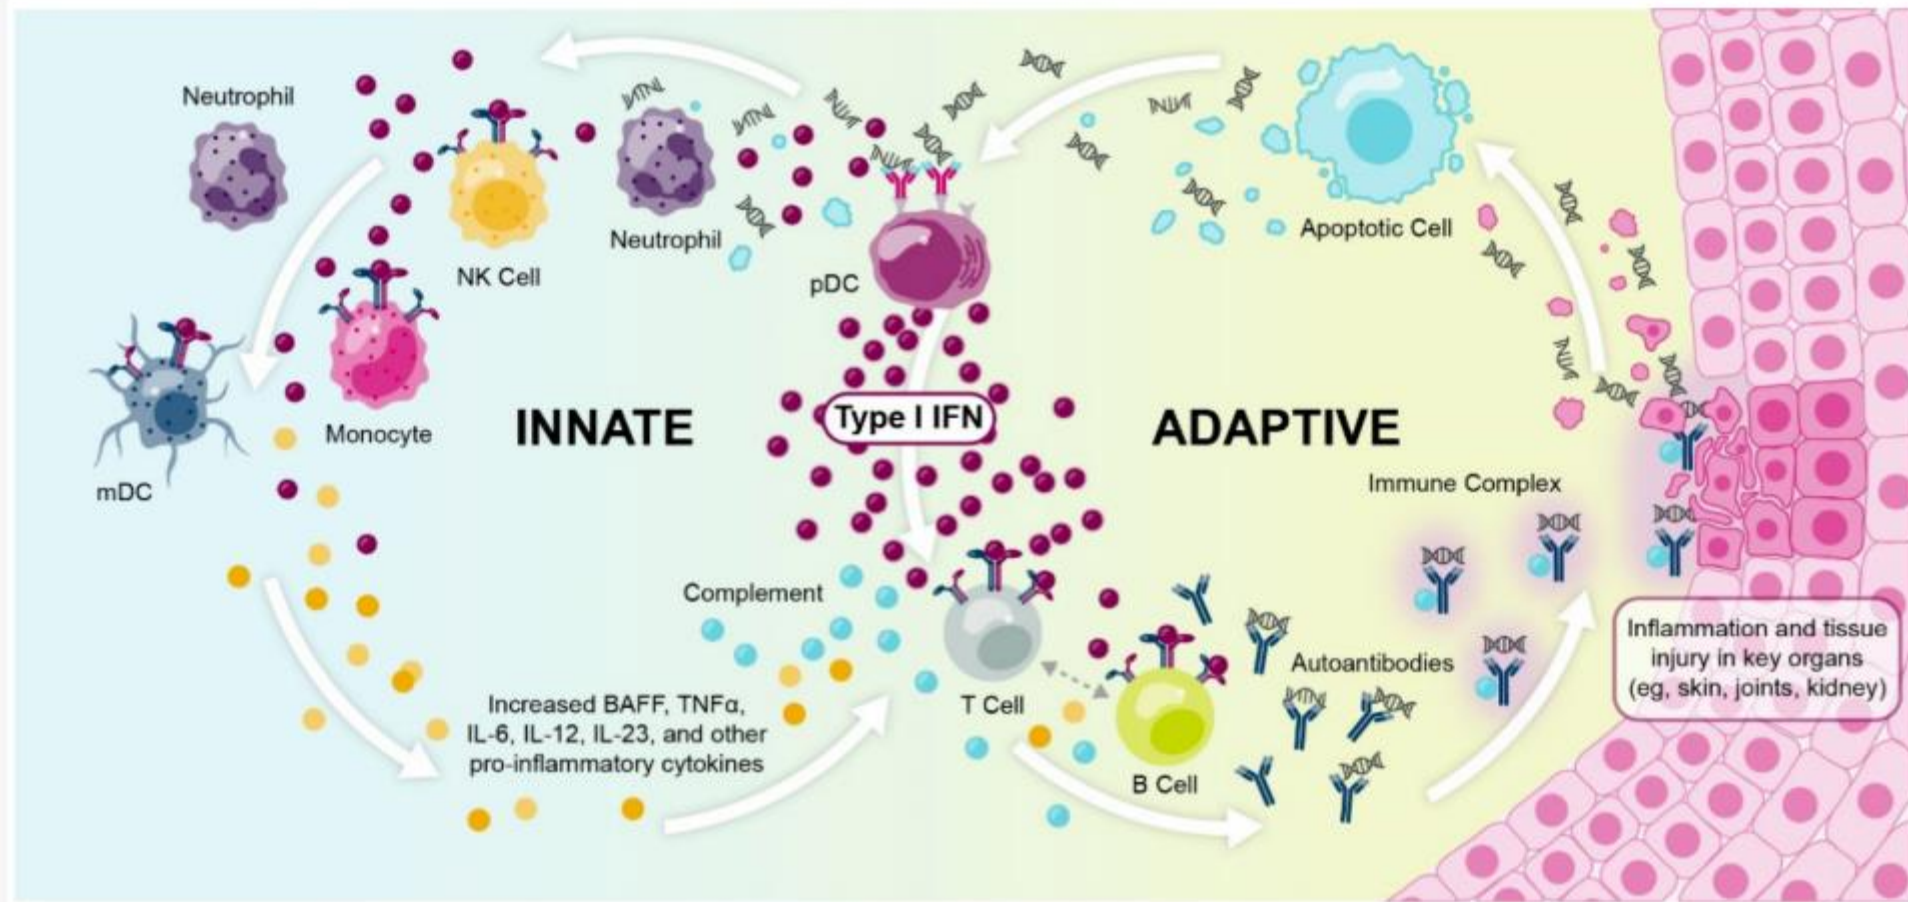 Neutrophil
NK Cell
Neutrophil
pDC
Apoptotic Cell
Monocyte
mDC
INNATE
Type I IFN
ADAPTIVE
Immune Complex
Complement
Increased BAFF, TNFα,
IL-6, IL-12, IL-23, and other
pro-inflammatory cytokines
T Cell
B Cell
Autoantibodies
Inflammation and tissue
injury in key organs
(eg, skin, joints, kidney)